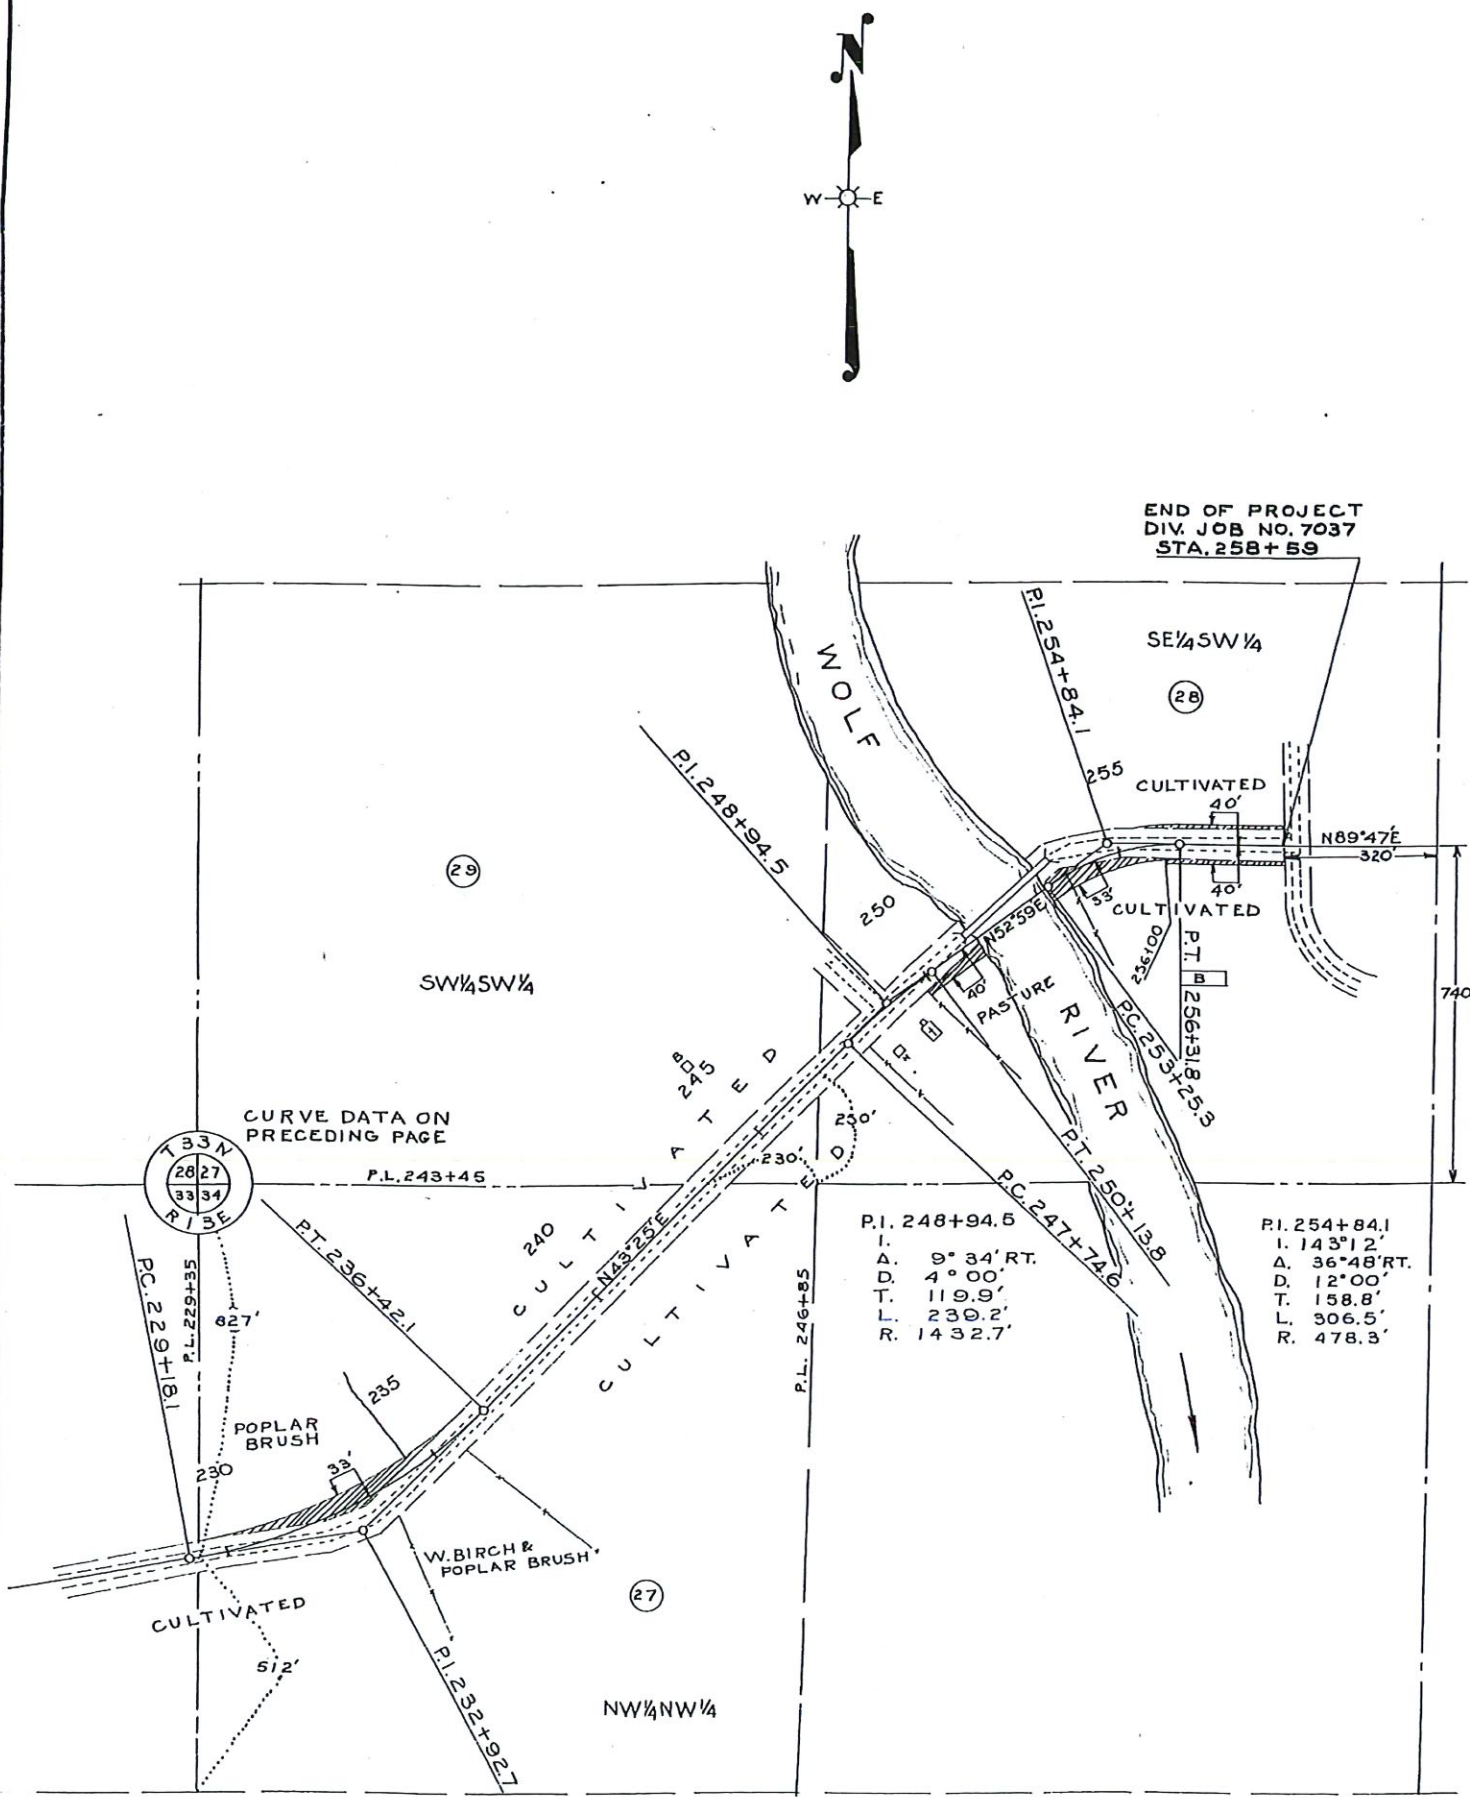 N
W E
END OF PROJECT
DIV. JOB NO. 7037
STA. 258+59
P.I. 254+84.1
SE¼SW¼
28
WOLF
P.I. 248+94.5
255
CULTIVATED
40'
N89°47'E
320'
29
250
33'
40'
CULTIVATED
N52°59'E
256+00
P.T. 256+31.8
B
SW¼SW¼
40'
PASTURE
740
RIVER
P.C. 253+25.3
B
245
CURVE DATA ON
PRECEDING PAGE
T33N
28 27
33 34
R13E
P.L. 243+45
230'
250'
P.T. 250+13.8
P.C. 247+74.6
240
CULTIVATED
N43°25'E
CULTIVATED
P.T. 236+42.1
P.C. 229+18.1
P.L. 229+35
827'
P.L. 246+85
P.I. 248+94.5
I.
Δ. 9° 34' RT.
D. 4° 00'
T. 119.9'
L. 239.2'
R. 1432.7'
P.I. 254+84.1
I. 143°12'
Δ. 36°48' RT.
D. 12°00'
T. 158.8'
L. 306.5'
R. 478.3'
235
POPLAR
BRUSH
33'
230
W. BIRCH &
POPLAR BRUSH
27
CULTIVATED
512'
P.I. 232+92.7
NW¼NW¼